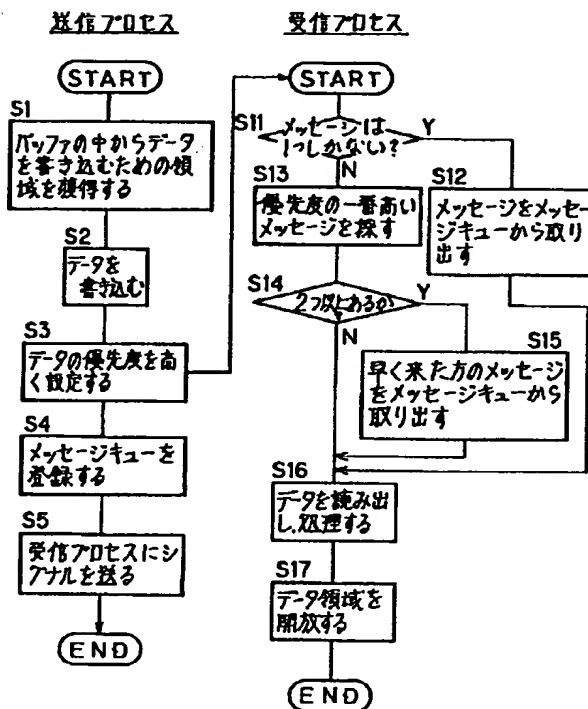 送信プロセス
START
S1
バッファの中からデータ
を書き込むための領
域を獲得する
S2
データを
書き込む
S3
データの優先度を高
く設定する
S4
メッセージキューを
登録する
S5
受信プロセスにシ
グナルを送る
END
受信プロセス
START
S11
メッセージは
1つしかない?
Y
N
S12
メッセージをメッセー
ジキューから取り
出す
S13
優先度の一番高い
メッセージを探す
S14
2つ以上あるか
Y
N
S15
早く来た方のメッセージ
をメッセージキューから
取り出す
S16
データを読み出
し、処理する
S17
データ領域を
開放する
END